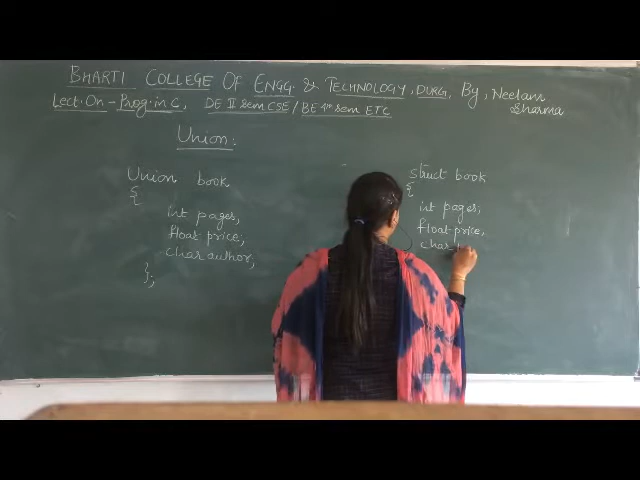 BHARTI COLLEGE OF ENGG. & TECHNOLOGY, DURG, By, Neelam Sharma
Lect. On - Prog. in C, DE II sem CSE / BE 4th sem ETC
Union:
Union book
{
int pages,
float price;
char author,
};
struct book
{
int pages;
float price,
char